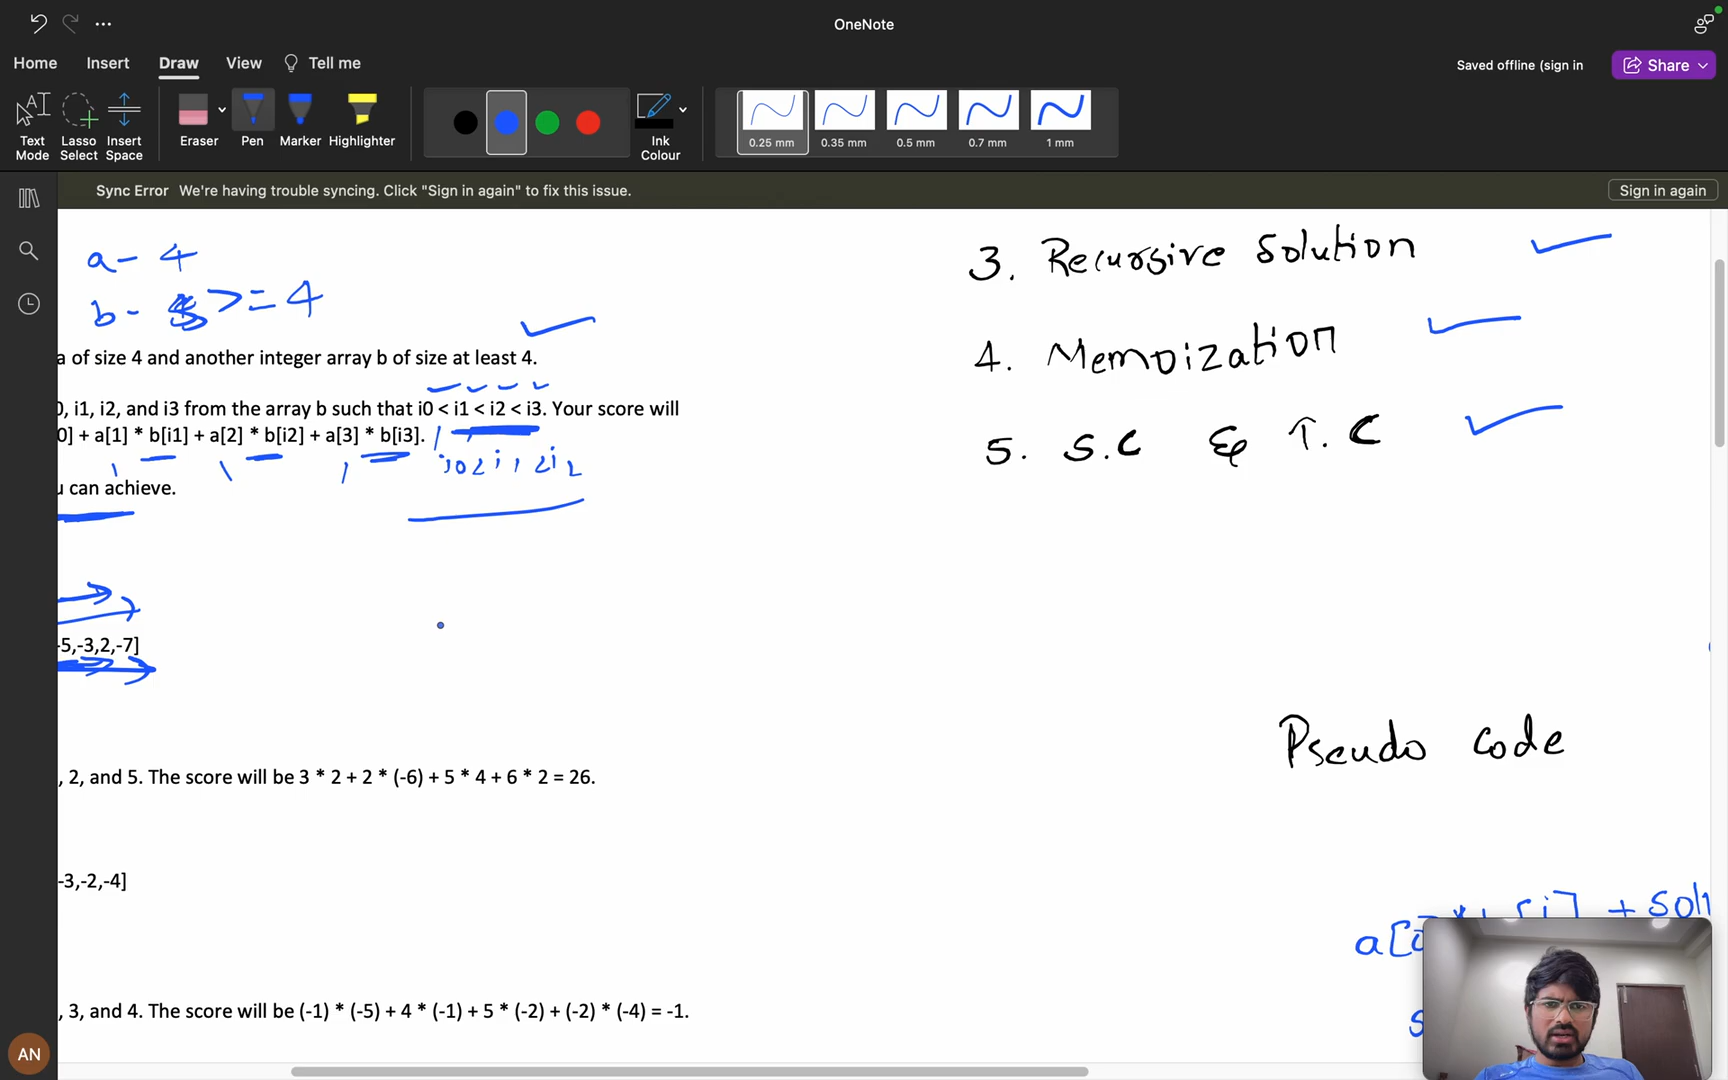 OneNote
Home Insert Draw View Tell me
Saved offline (sign in
Share
Text Mode
Lasso Select
Insert Space
Eraser
Pen
Marker
Highlighter
Ink Colour
0.25 mm
0.35 mm
0.5 mm
0.7 mm
1 mm
Sync Error We're having trouble syncing. Click "Sign in again" to fix this issue.
Sign in again
a - 4
b - >= 4
a of size 4 and another integer array b of size at least 4.
0, i1, i2, and i3 from the array b such that i0 < i1 < i2 < i3. Your score will
0] + a[1] * b[i1] + a[2] * b[i2] + a[3] * b[i3].
i0 < i1 < i2
u can achieve.
-5,-3,2,-7]
, 2, and 5. The score will be 3 * 2 + 2 * (-6) + 5 * 4 + 6 * 2 = 26.
-3,-2,-4]
, 3, and 4. The score will be (-1) * (-5) + 4 * (-1) + 5 * (-2) + (-2) * (-4) = -1.
3. Recursive Solution
4. Memoization
5. S.C & T.C
Pseudo code
+ sol
a[i
s
AN